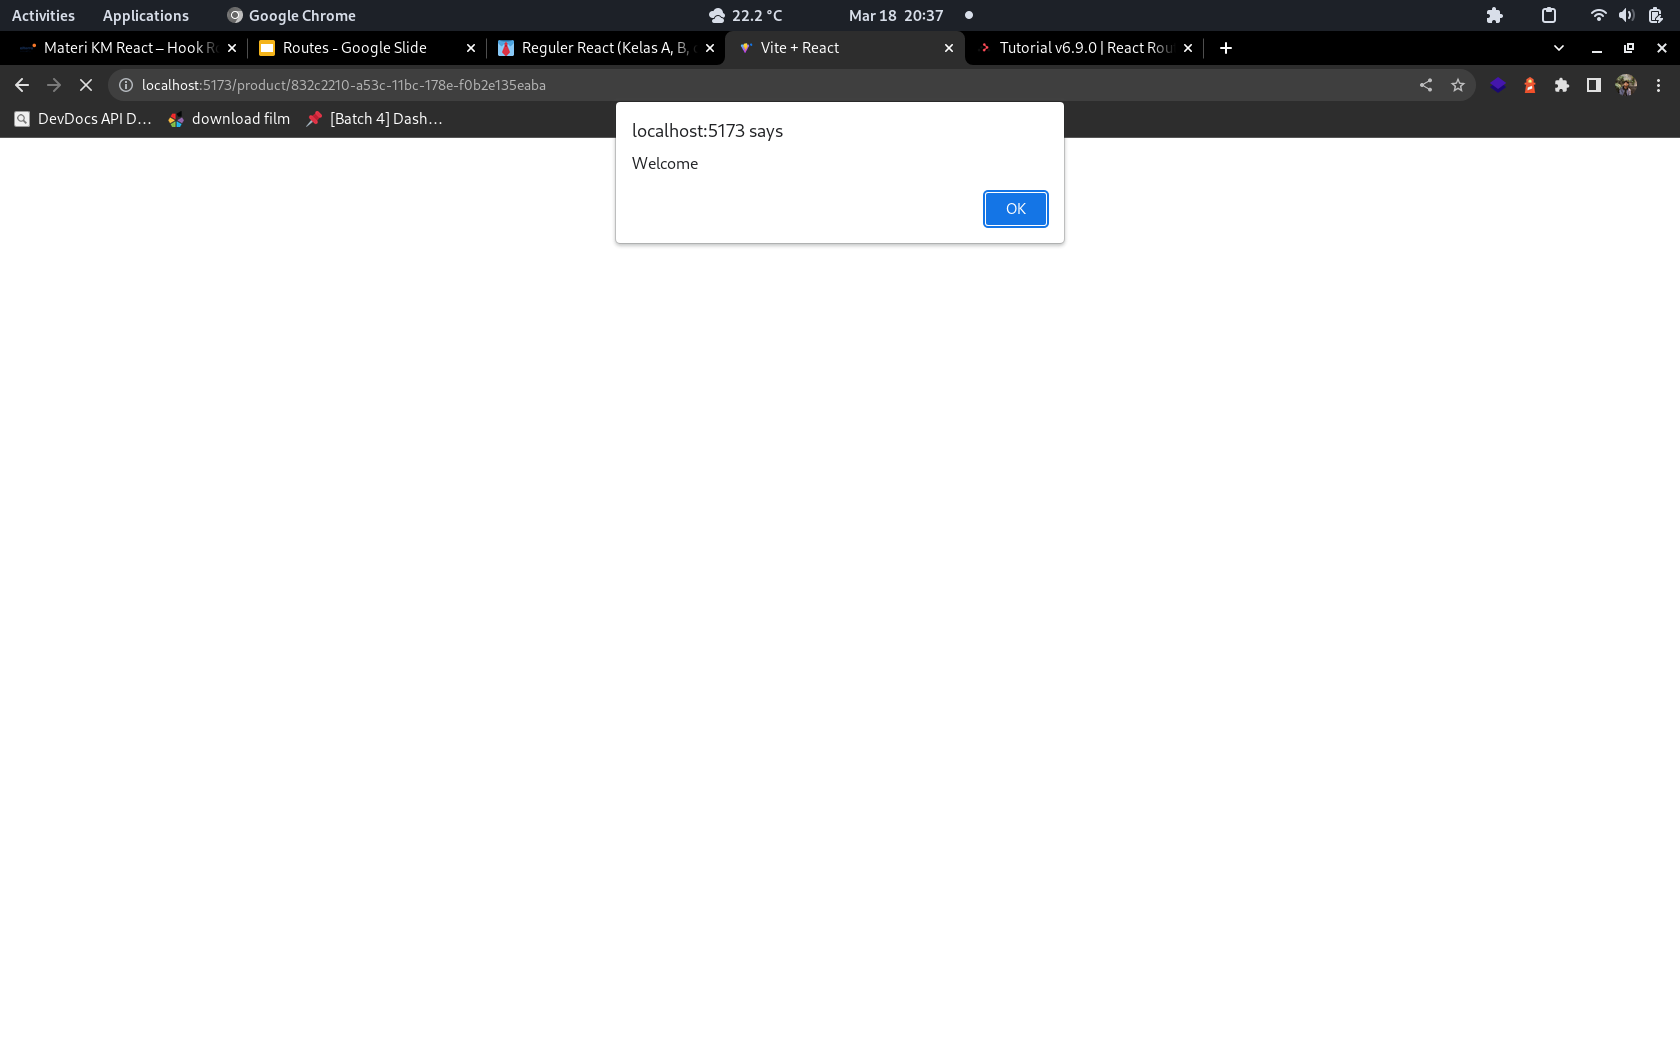 Activities Applications Google Chrome 22.2 °C Mar 18 20:37
Materi KM React – Hook R Routes - Google Slide Reguler React (Kelas A, B, Vite + React Tutorial v6.9.0 | React Rou
localhost:5173/product/832c2210-a53c-11bc-178e-f0b2e135eaba
DevDocs API D... download film [Batch 4] Dash...
localhost:5173 says
Welcome
OK